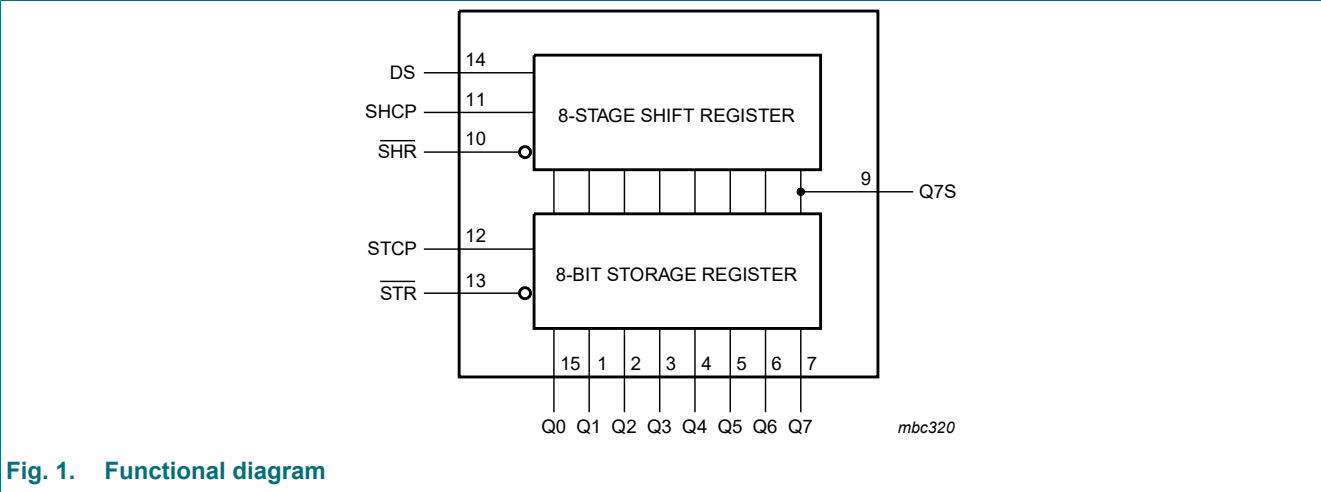 DS 14
SHCP 11 8-STAGE SHIFT REGISTER
SHR 10
9 Q7S
STCP 12
8-BIT STORAGE REGISTER
STR 13
15 1 2 3 4 5 6 7
Q0 Q1 Q2 Q3 Q4 Q5 Q6 Q7 mbc320
Fig. 1. Functional diagram